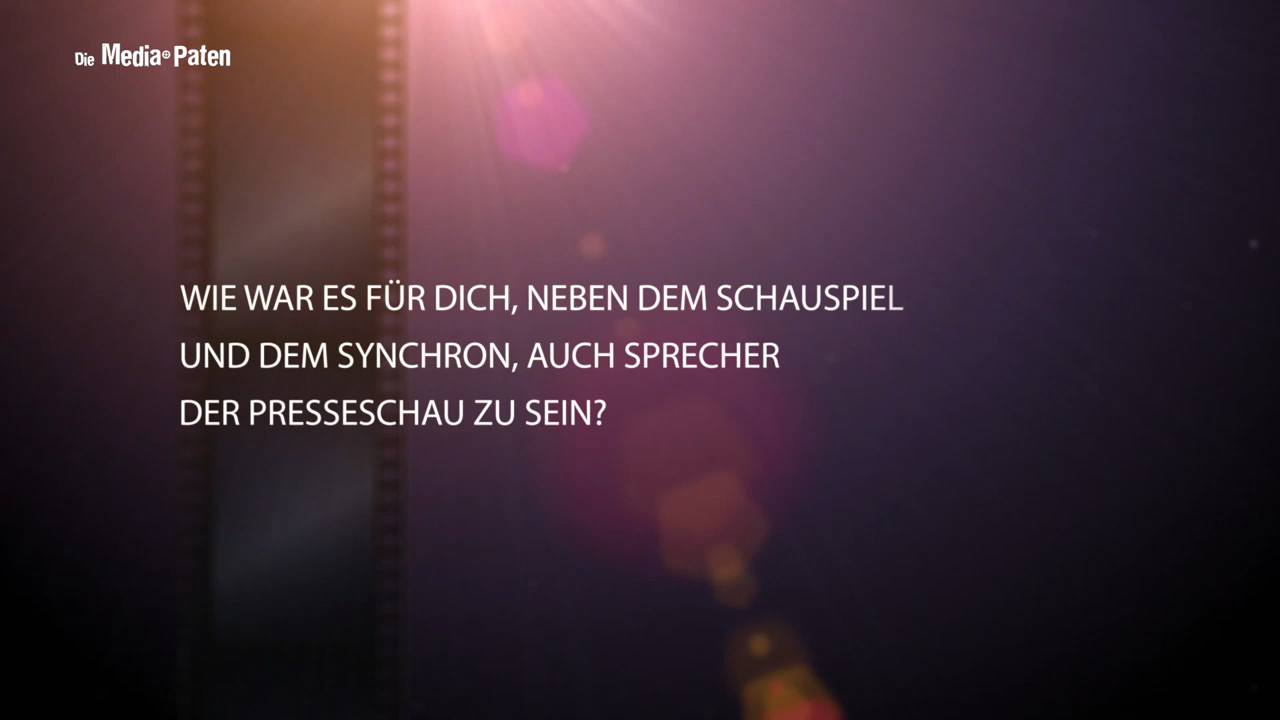 Die Media+Paten
WIE WAR ES FÜR DICH, NEBEN DEM SCHAUSPIEL
UND DEM SYNCHRON, AUCH SPRECHER
DER PRESSESCHAU ZU SEIN?